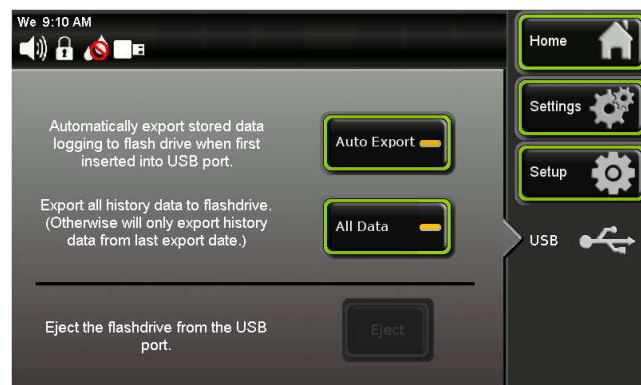 We 9:10 AM
Home
Settings
Automatically export stored data
logging to flash drive when first
inserted into USB port.
Auto Export
Setup
Export all history data to flashdrive.
(Otherwise will only export history
data from last export date.)
All Data
USB
Eject the flashdrive from the USB
port.
Eject